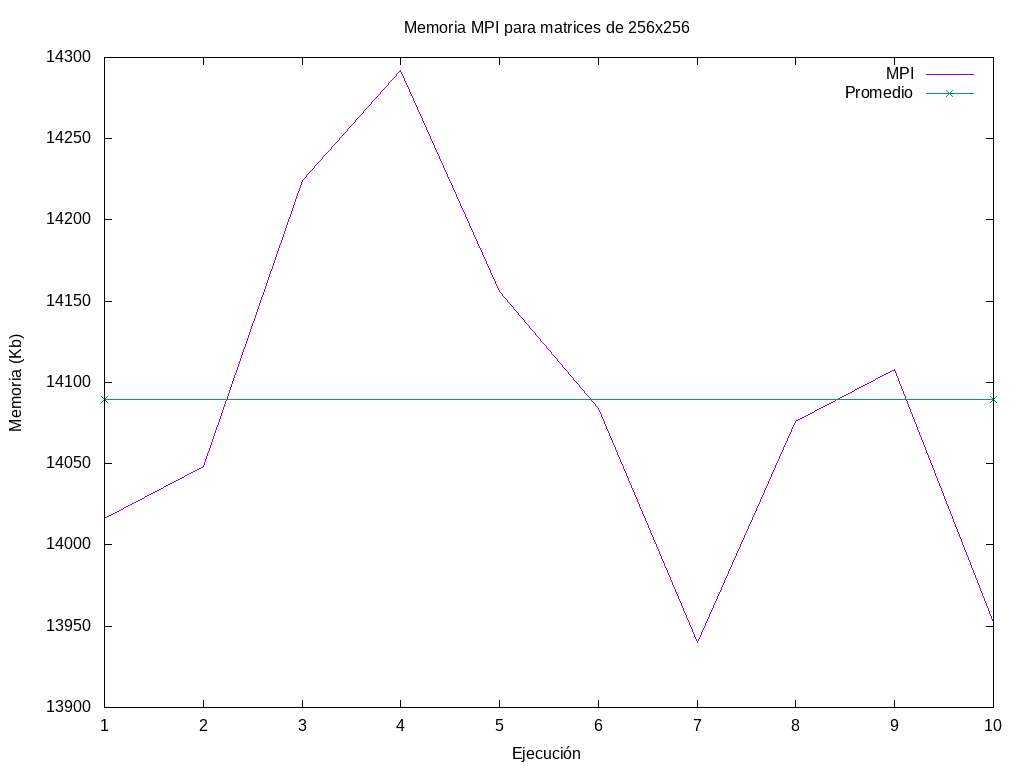 Memoria MPI para matrices de 256x256
MPI
Promedio
14300
14250
14200
14150
14100
14050
14000
13950
13900
Memoria (Kb)
1 2 3 4 5 6 7 8 9 10
Ejecución